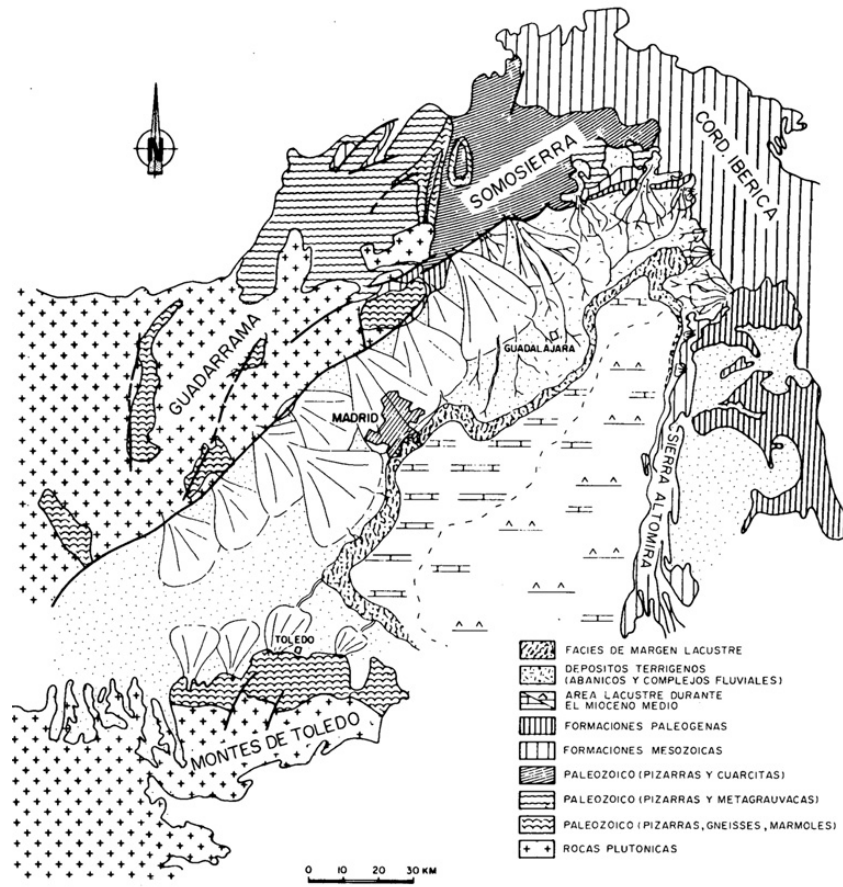 N
SOMOSIERRA
CORD. IBERICA
GUADARRAMA
GUADALAJARA
MADRID
SIERRA ALTOMIRA
TOLEDO
MONTES DE TOLEDO
FACIES DE MARGEN LACUSTRE
DEPOSITOS TERRIGENOS
(ABANICOS Y COMPLEJOS FLUVIALES)
AREA LACUSTRE DURANTE
EL MIOCENO MEDIO
FORMACIONES PALEOGENAS
FORMACIONES MESOZOICAS
PALEOZOICO (PIZARRAS Y CUARCITAS)
PALEOZOICO (PIZARRAS Y METAGRAUVACAS)
PALEOZOICO (PIZARRAS, GNEISSES, MARMOLES)
ROCAS PLUTONICAS
0 10 20 30 KM